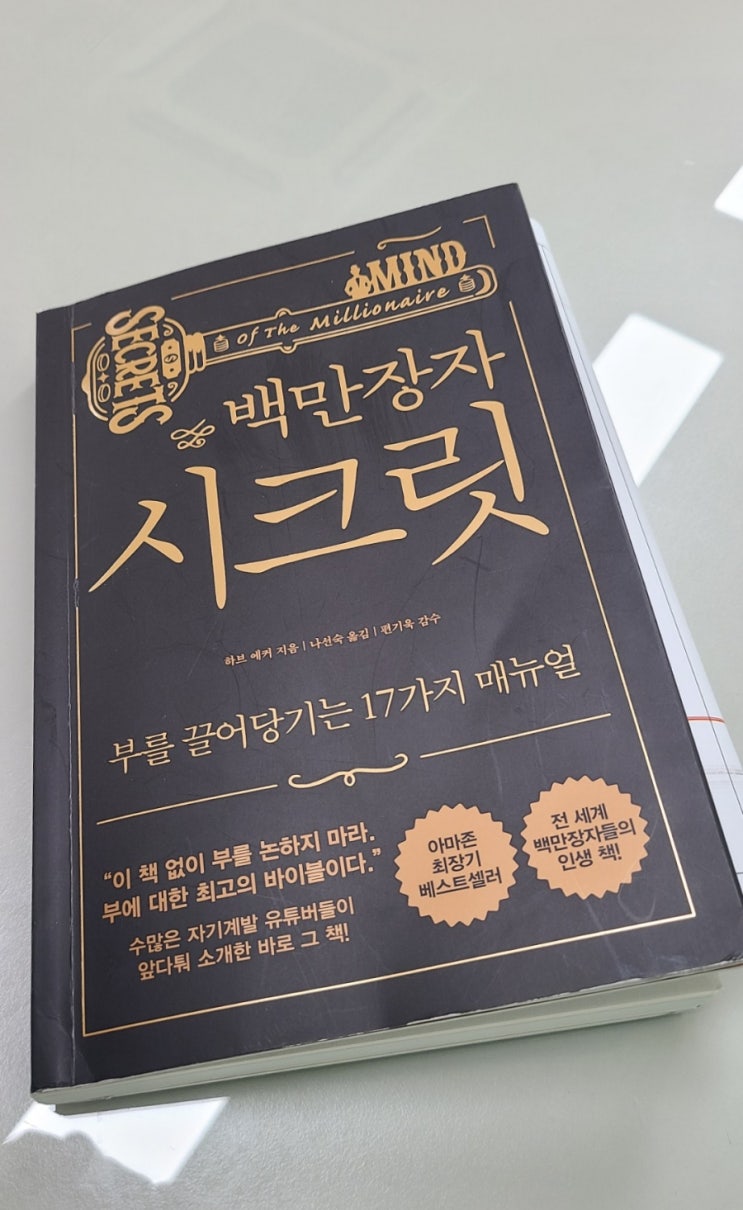 SECRETS
Of The Millionaire
MIND
백만장자
시크릿
하브 에커 지음 | 나선숙 옮김 | 편기욱 감수
부를 끌어당기는 17가지 매뉴얼
“이 책 없이 부를 논하지 마라.
부에 대한 최고의 바이블이다.”
수많은 자기계발 유튜버들이
앞다퉈 소개한 바로 그 책!
아마존
최장기
베스트셀러
전 세계
백만장자들의
인생 책!